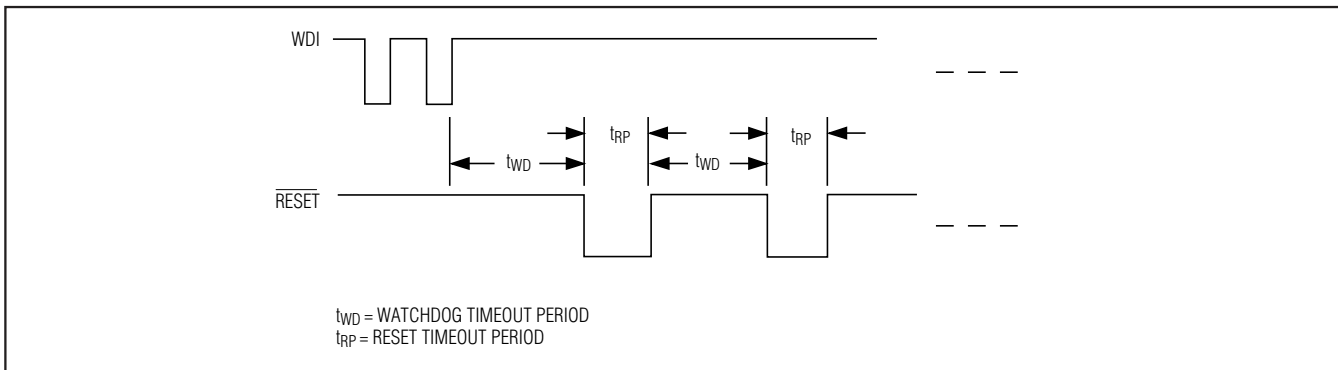 WDI
tRP tRP
tWD tWD
RESET
tWD = WATCHDOG TIMEOUT PERIOD
tRP = RESET TIMEOUT PERIOD